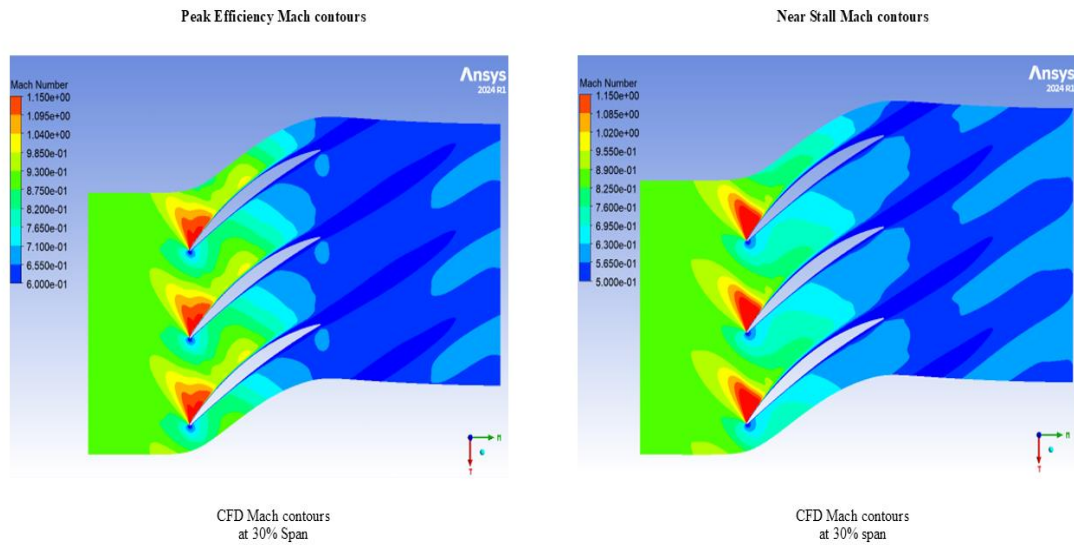 Peak Efficiency Mach contours
Near Stall Mach contours
Ansys
2024 R1
Mach Number
1.150e+00
1.095e+00
1.040e+00
9.850e-01
9.300e-01
8.750e-01
8.200e-01
7.650e-01
7.100e-01
6.550e-01
6.000e-01
Ansys
2024 R1
Mach Number
1.150e+00
1.085e+00
1.020e+00
9.550e-01
8.900e-01
8.250e-01
7.600e-01
6.950e-01
6.300e-01
5.650e-01
5.000e-01
CFD Mach contours
at 30% Span
CFD Mach contours
at 30% span